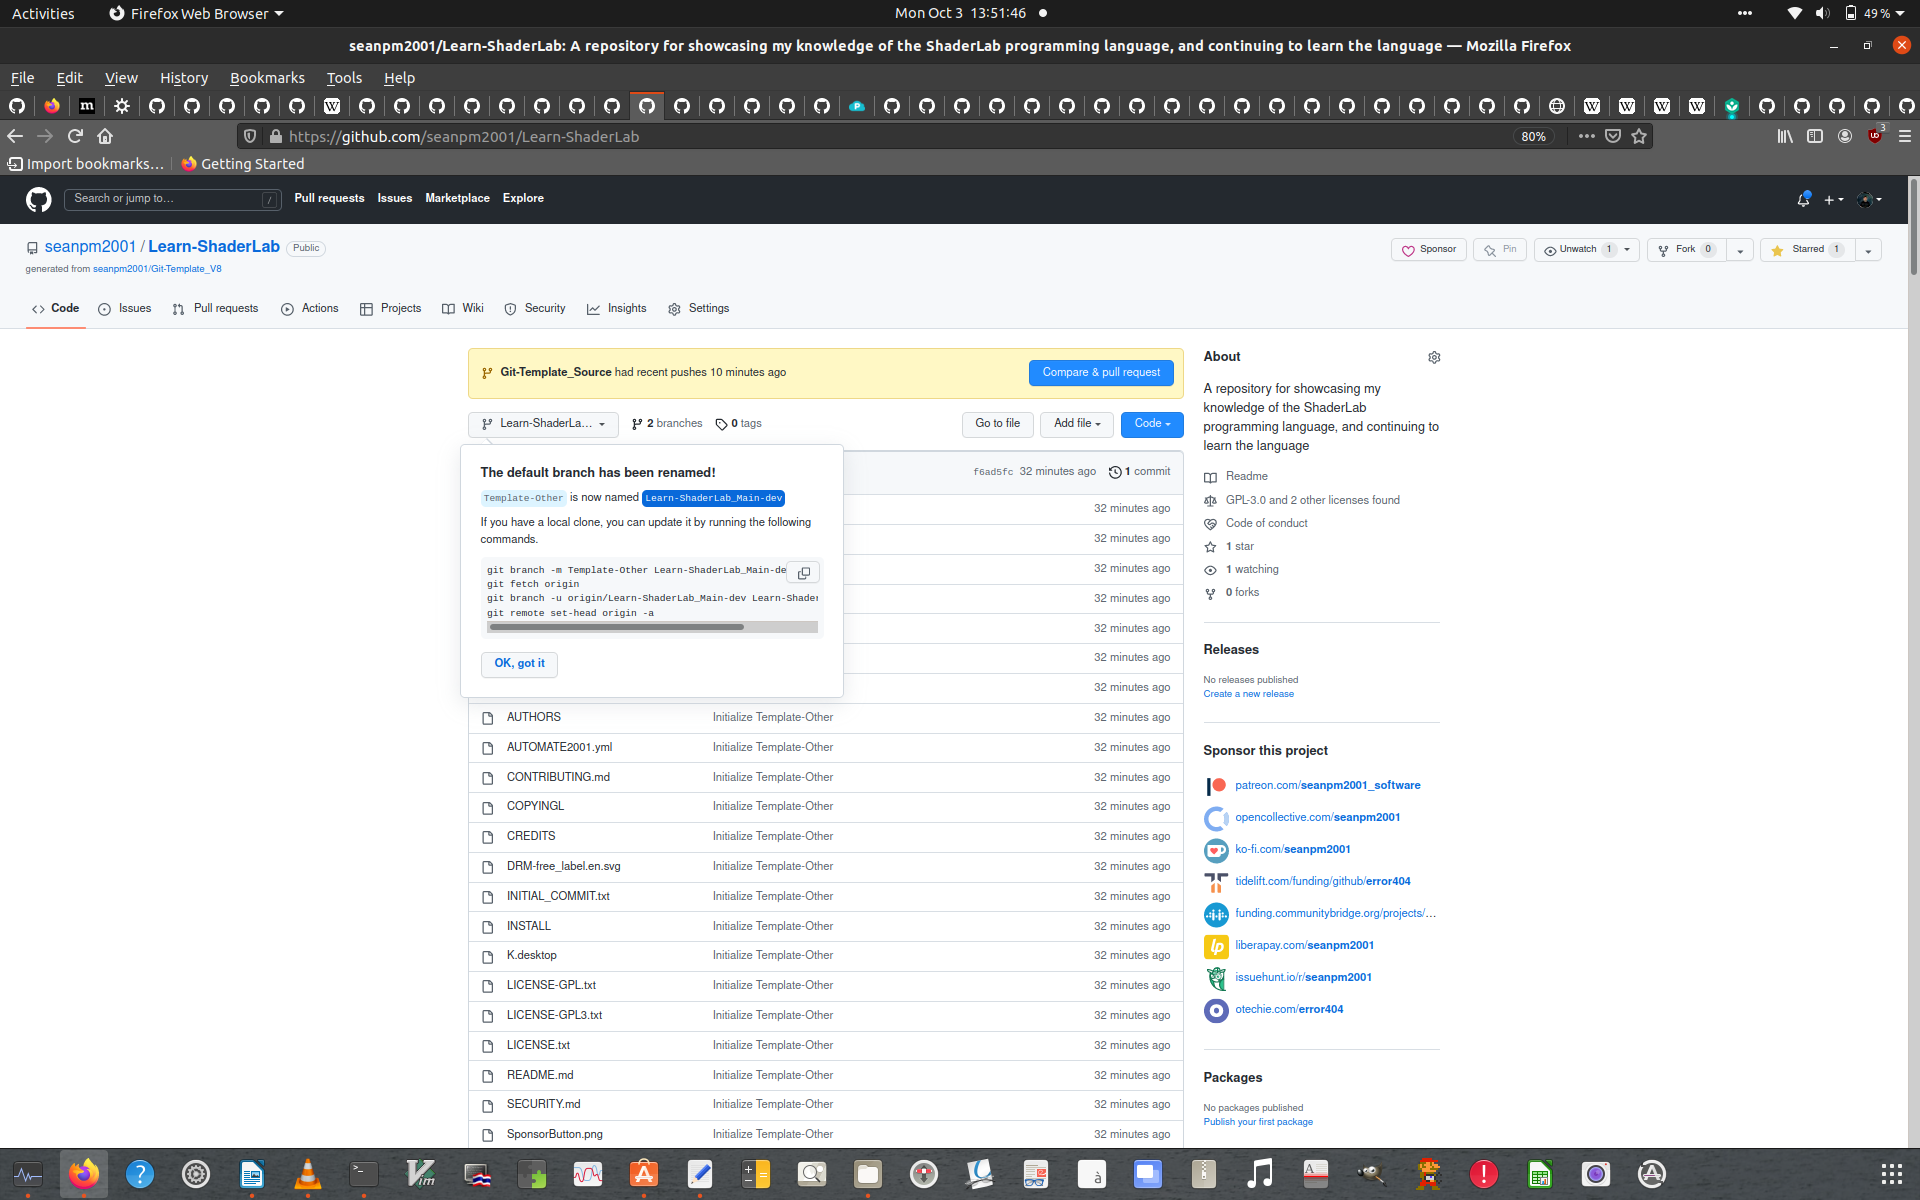 Activities
Firefox Web Browser
Mon Oct 3 13:51:46
49 %
seanpm2001/Learn-ShaderLab: A repository for showcasing my knowledge of the ShaderLab programming language, and continuing to learn the language — Mozilla Firefox
File Edit View History Bookmarks Tools Help
https://github.com/seanpm2001/Learn-ShaderLab
80%
3
Import bookmarks…
Getting Started
Search or jump to…
/
Pull requests Issues Marketplace Explore
seanpm2001 / Learn-ShaderLab Public
generated from seanpm2001/Git-Template_V8
Sponsor
Pin
Unwatch 1
Fork 0
Starred 1
Code
Issues
Pull requests
Actions
Projects
Wiki
Security
Insights
Settings
Git-Template_Source had recent pushes 10 minutes ago
Compare & pull request
Learn-ShaderLa…
2 branches
0 tags
Go to file
Add file
Code
The default branch has been renamed!
Template-Other is now named Learn-ShaderLab_Main-dev
If you have a local clone, you can update it by running the following
commands.
git branch -m Template-Other Learn-ShaderLab_Main-de
git fetch origin
git branch -u origin/Learn-ShaderLab_Main-dev Learn-Shader
git remote set-head origin -a
OK, got it
f6ad5fc 32 minutes ago
1 commit
32 minutes ago
32 minutes ago
32 minutes ago
32 minutes ago
32 minutes ago
32 minutes ago
32 minutes ago
AUTHORS Initialize Template-Other 32 minutes ago
AUTOMATE2001.yml Initialize Template-Other 32 minutes ago
CONTRIBUTING.md Initialize Template-Other 32 minutes ago
COPYINGL Initialize Template-Other 32 minutes ago
CREDITS Initialize Template-Other 32 minutes ago
DRM-free_label.en.svg Initialize Template-Other 32 minutes ago
INITIAL_COMMIT.txt Initialize Template-Other 32 minutes ago
INSTALL Initialize Template-Other 32 minutes ago
K.desktop Initialize Template-Other 32 minutes ago
LICENSE-GPL.txt Initialize Template-Other 32 minutes ago
LICENSE-GPL3.txt Initialize Template-Other 32 minutes ago
LICENSE.txt Initialize Template-Other 32 minutes ago
README.md Initialize Template-Other 32 minutes ago
SECURITY.md Initialize Template-Other 32 minutes ago
SponsorButton.png Initialize Template-Other 32 minutes ago
About
A repository for showcasing my
knowledge of the ShaderLab
programming language, and continuing to
learn the language
Readme
GPL-3.0 and 2 other licenses found
Code of conduct
1 star
1 watching
0 forks
Releases
No releases published
Create a new release
Sponsor this project
patreon.com/seanpm2001_software
opencollective.com/seanpm2001
ko-fi.com/seanpm2001
tidelift.com/funding/github/error404
funding.communitybridge.org/projects/…
liberapay.com/seanpm2001
issuehunt.io/r/seanpm2001
otechie.com/error404
Packages
No packages published
Publish your first package